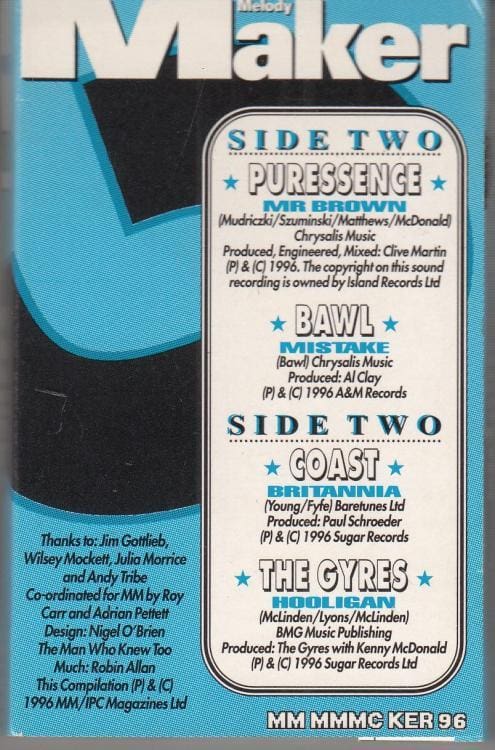 Melody
Maker
SIDE TWO
PURESSENCE
MR BROWN
(Mudriczki/Szuminski/Matthews/McDonald)
Chrysalis Music
Produced, Engineered, Mixed: Clive Martin
(P) & (C) 1996. The copyright on this sound
recording is owned by Island Records Ltd
BAWL
MISTAKE
(Bawl) Chrysalis Music
Produced: Al Clay
(P) & (C) 1996 A&M Records
SIDE TWO
COAST
BRITANNIA
(Young/Fyfe) Baretunes Ltd
Produced: Paul Schroeder
(P) & (C) 1996 Sugar Records
THE GYRES
HOOLIGAN
(McLinden/Lyons/McLinden)
BMG Music Publishing
Produced: The Gyres with Kenny McDonald
(P) & (C) 1996 Sugar Records Ltd
Thanks to: Jim Gottlieb,
Wilsey Mockett, Julia Morrice
and Andy Tribe
Co-ordinated for MM by Roy
Carr and Adrian Pettett
Design: Nigel O'Brien
The Man Who Knew Too
Much: Robin Allan
This Compilation (P) & (C)
1996 MM/IPC Magazines Ltd
MM MMMC KER 96